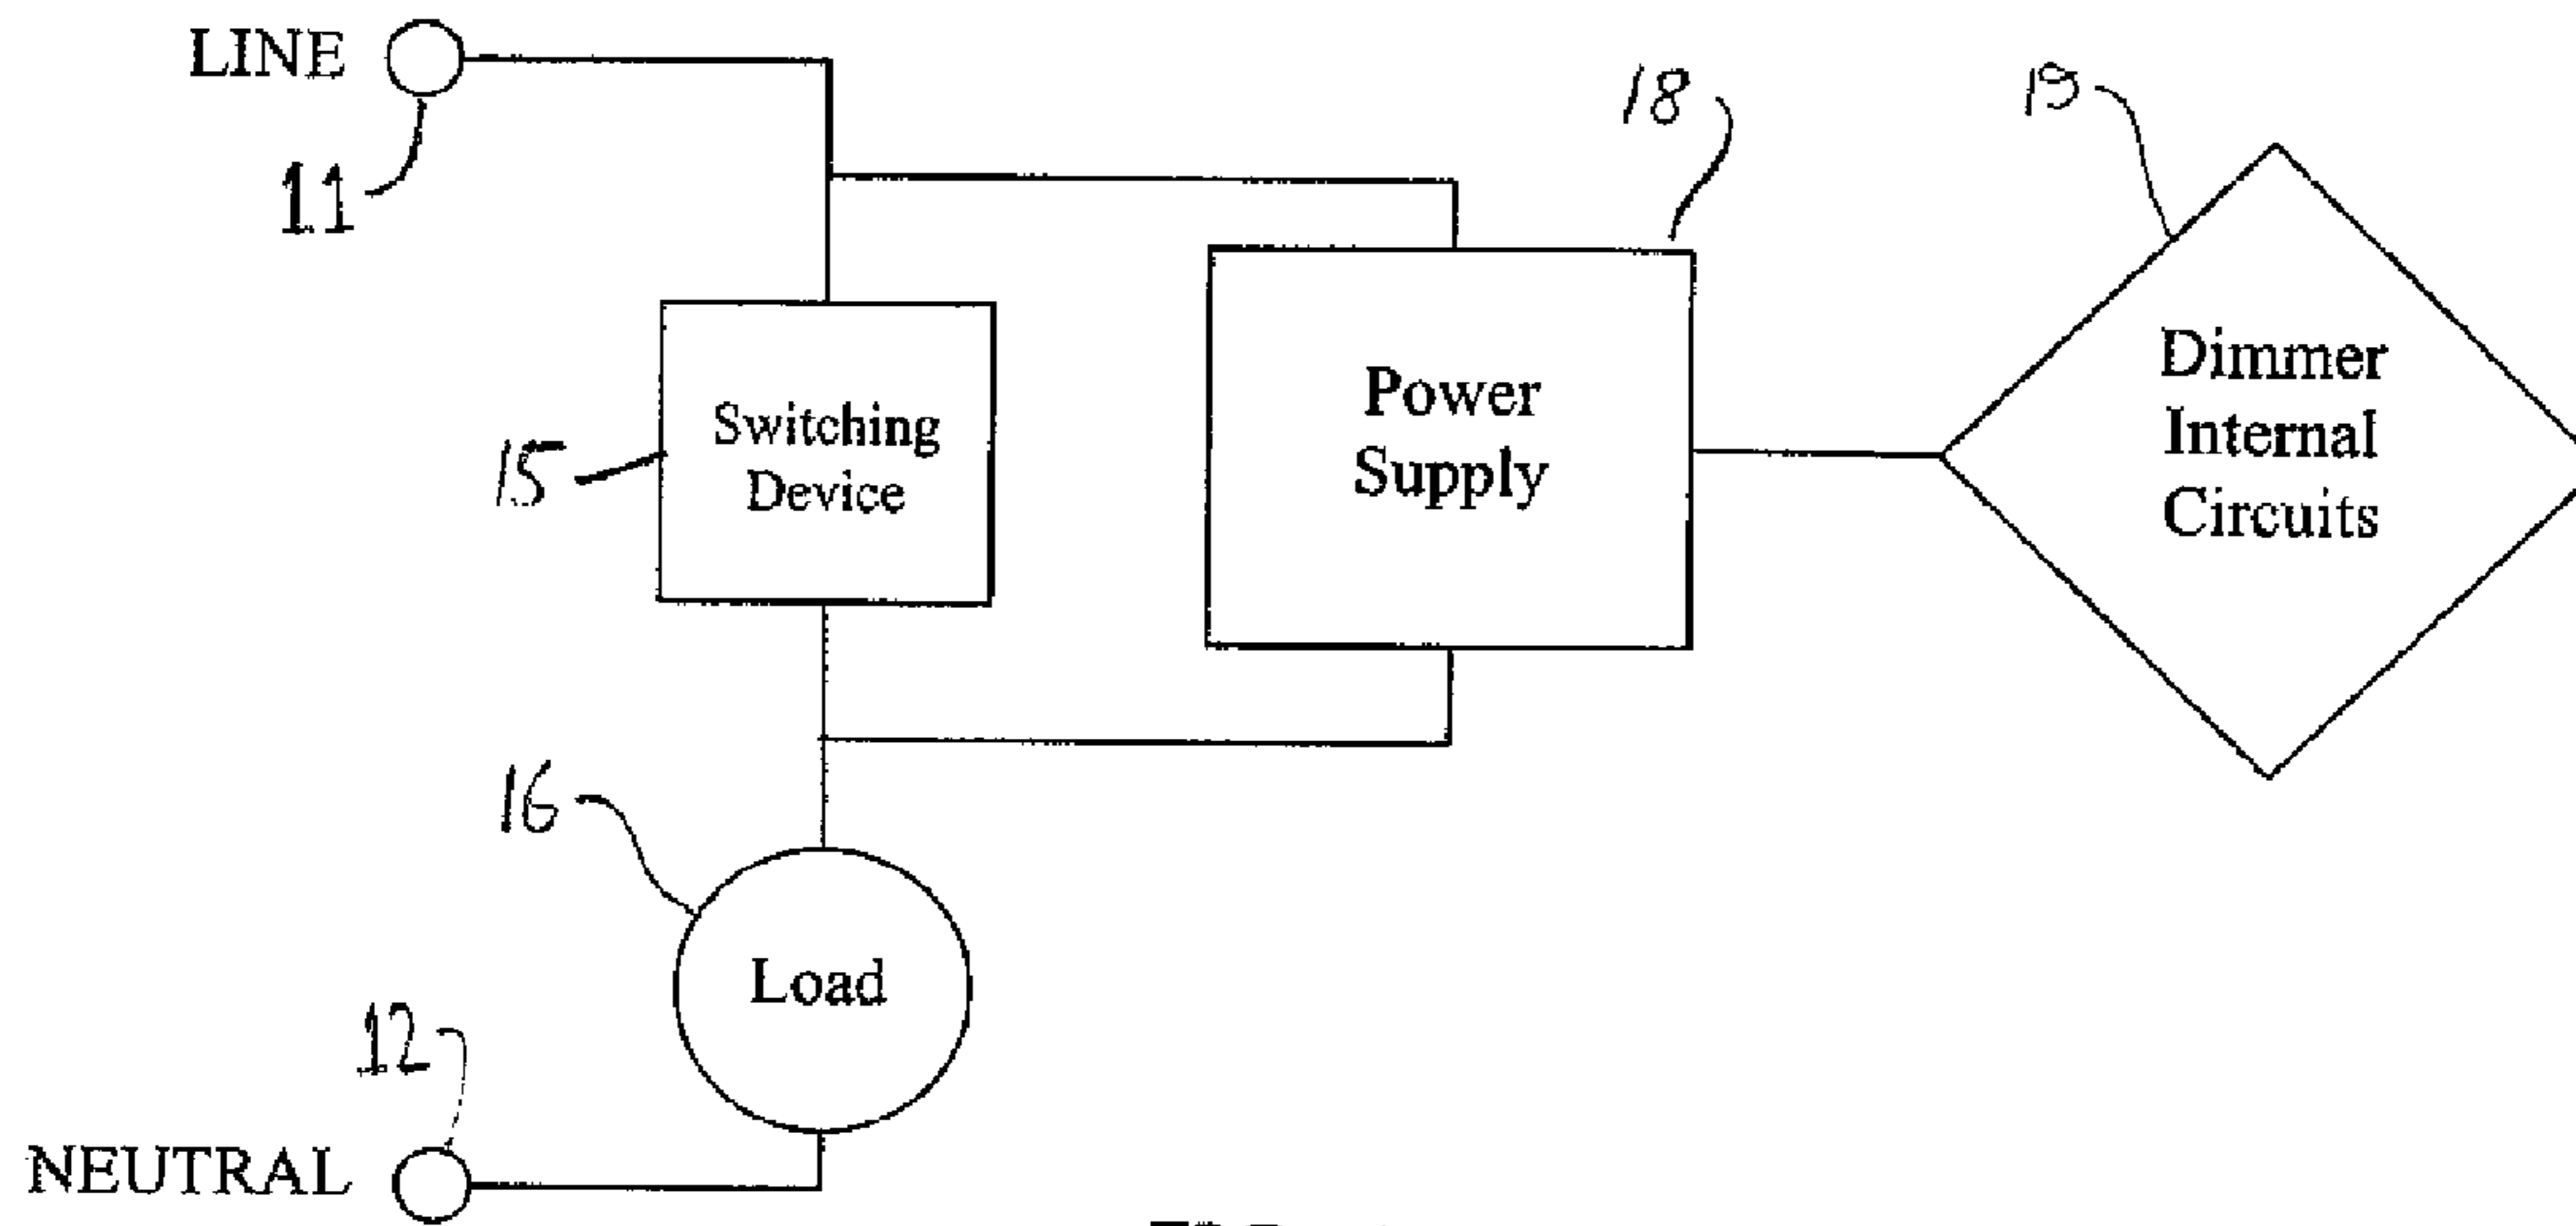 LINE
11
18
19
Switching
Device
15
Power
Supply
Dimmer
Internal
Circuits
16
Load
12
NEUTRAL